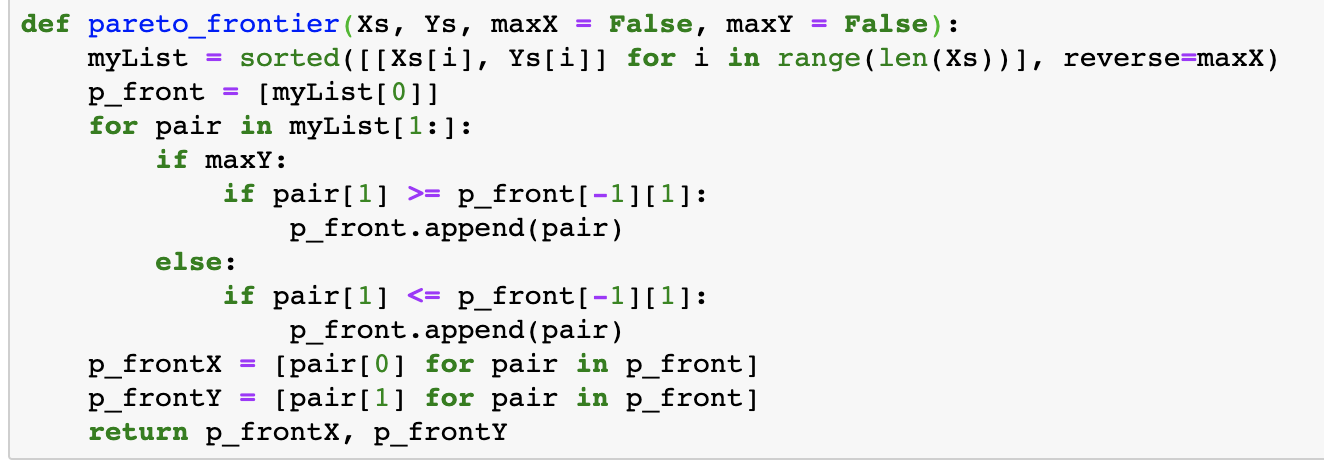 def pareto_frontier(Xs, Ys, maxX = False, maxY = False):
    myList = sorted([[Xs[i], Ys[i]] for i in range(len(Xs))], reverse=maxX)
    p_front = [myList[0]]
    for pair in myList[1:]:
        if maxY:
            if pair[1] >= p_front[-1][1]:
                p_front.append(pair)
        else:
            if pair[1] <= p_front[-1][1]:
                p_front.append(pair)
    p_frontX = [pair[0] for pair in p_front]
    p_frontY = [pair[1] for pair in p_front]
    return p_frontX, p_frontY